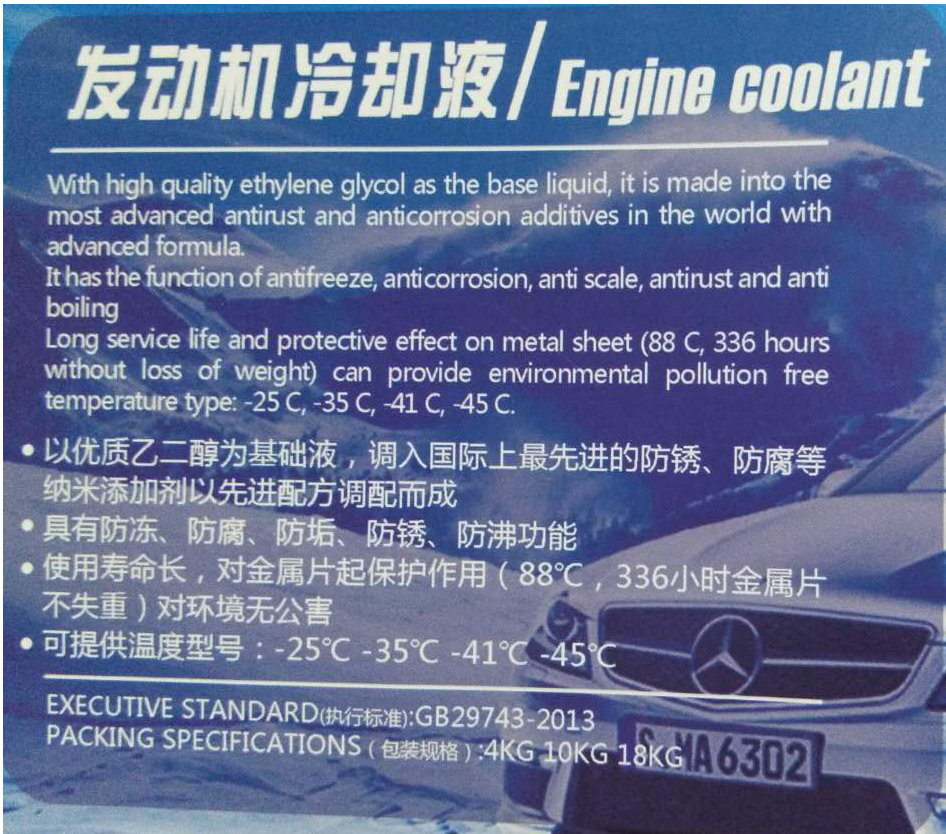 发动机冷却液/Engine coolant
With high quality ethylene glycol as the base liquid, it is made into the
most advanced antirust and anticorrosion additives in the world with
advanced formula.
It has the function of antifreeze, anticorrosion, anti scale, antirust and anti
boiling
Long service life and protective effect on metal sheet (88 C, 336 hours
without loss of weight) can provide environmental pollution free
temperature type: -25 C, -35 C, -41 C, -45 C.
• 以优质乙二醇为基础液，调入国际上最先进的防锈、防腐等
纳米添加剂以先进配方调配而成
• 具有防冻、防腐、防垢、防锈、防沸功能
• 使用寿命长，对金属片起保护作用（88℃，336小时金属片
不失重）对环境无公害
• 可提供温度型号：-25℃ -35℃ -41℃ -45℃
EXECUTIVE STANDARD(执行标准):GB29743-2013
PACKING SPECIFICATIONS（包装规格）:4KG 10KG 18KG
MA6302